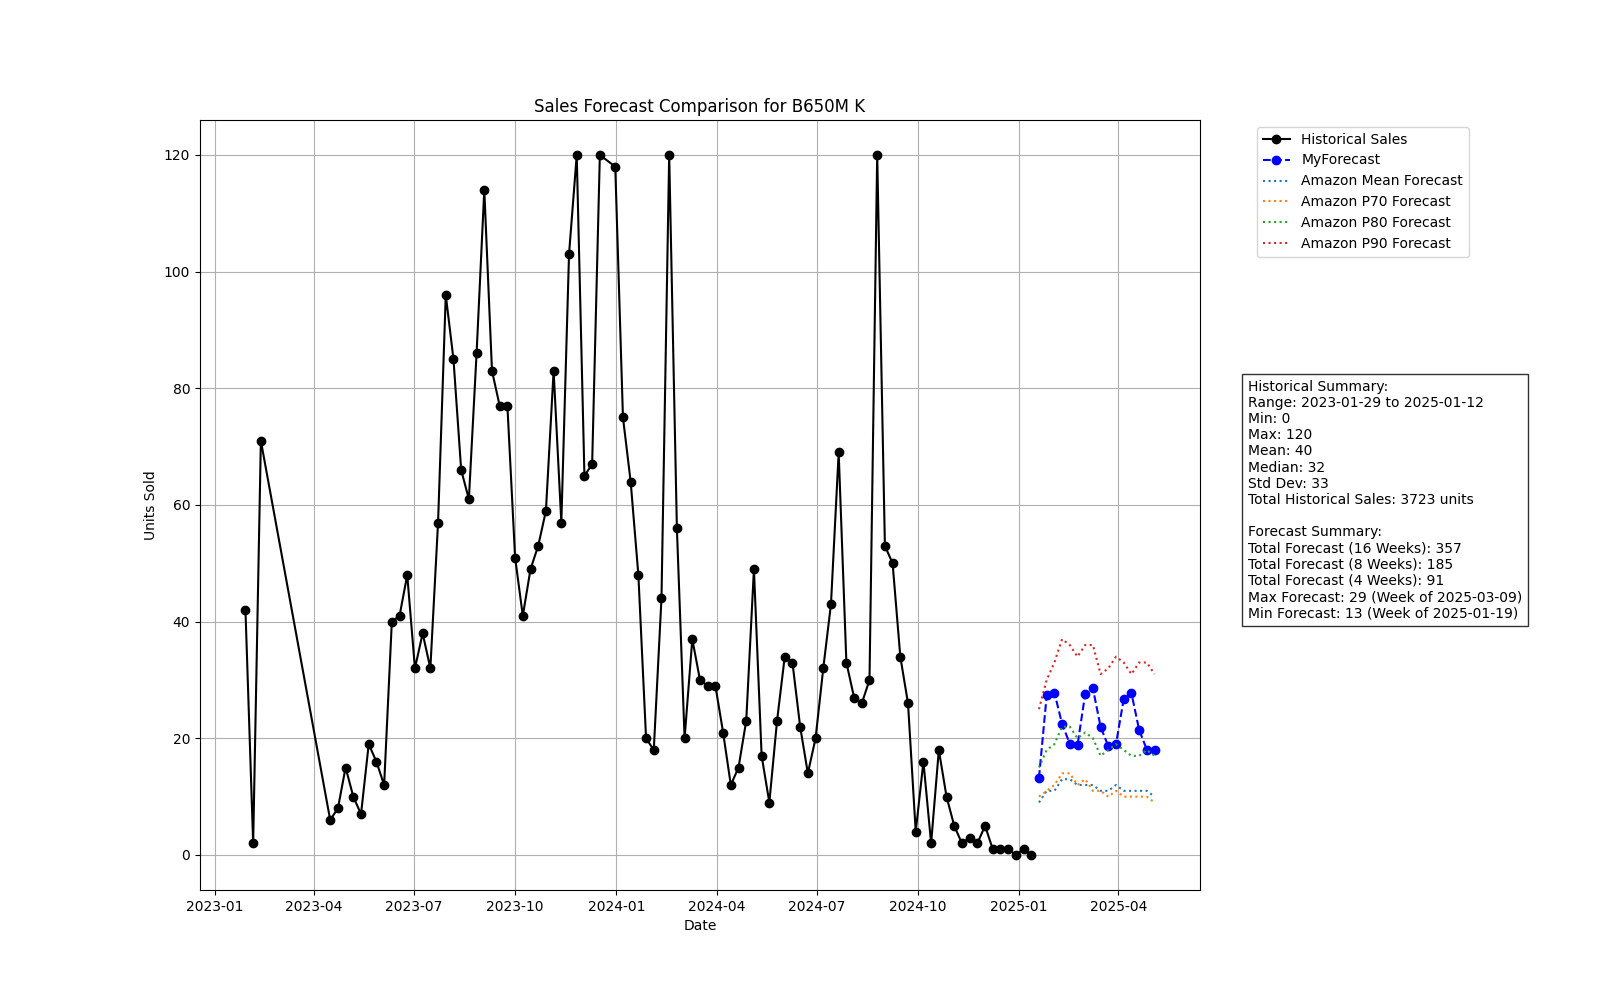 Sales Forecast Comparison for B650M K
Historical Sales
MyForecast
Amazon Mean Forecast
Amazon P70 Forecast
Amazon P80 Forecast
Amazon P90 Forecast
Units Sold
120
100
80
60
40
20
0
2023-01
2023-04
2023-07
2023-10
2024-01
2024-04
2024-07
2024-10
2025-01
2025-04
Date
Historical Summary:
Range: 2023-01-29 to 2025-01-12
Min: 0
Max: 120
Mean: 40
Median: 32
Std Dev: 33
Total Historical Sales: 3723 units
Forecast Summary:
Total Forecast (16 Weeks): 357
Total Forecast (8 Weeks): 185
Total Forecast (4 Weeks): 91
Max Forecast: 29 (Week of 2025-03-09)
Min Forecast: 13 (Week of 2025-01-19)